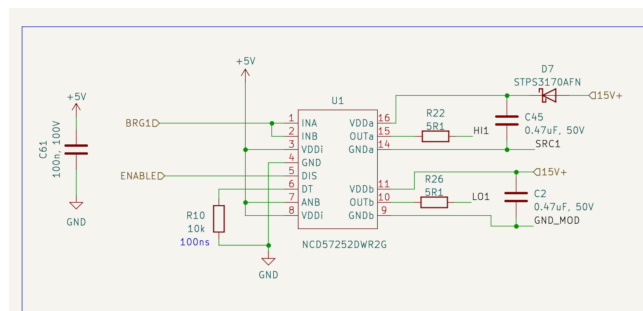 +5V
C61
100n, 100V
GND
BRG1
ENABLE
+5V
U1
1 INA
2 INB
3 VDDi
4 GND
5 DIS
6 DT
7 ANB
8 VDDi
VDDa 16
OUTa 15
GNDa 14
VDDb 11
OUTb 10
GNDb 9
NCD57252DWR2G
R10
10k
100ns
GND
R22
5R1
HI1
D7
STPS3170AFN
15V+
C45
0.47uF, 50V
SRC1
R26
5R1
LO1
15V+
C2
0.47uF, 50V
GND_MOD